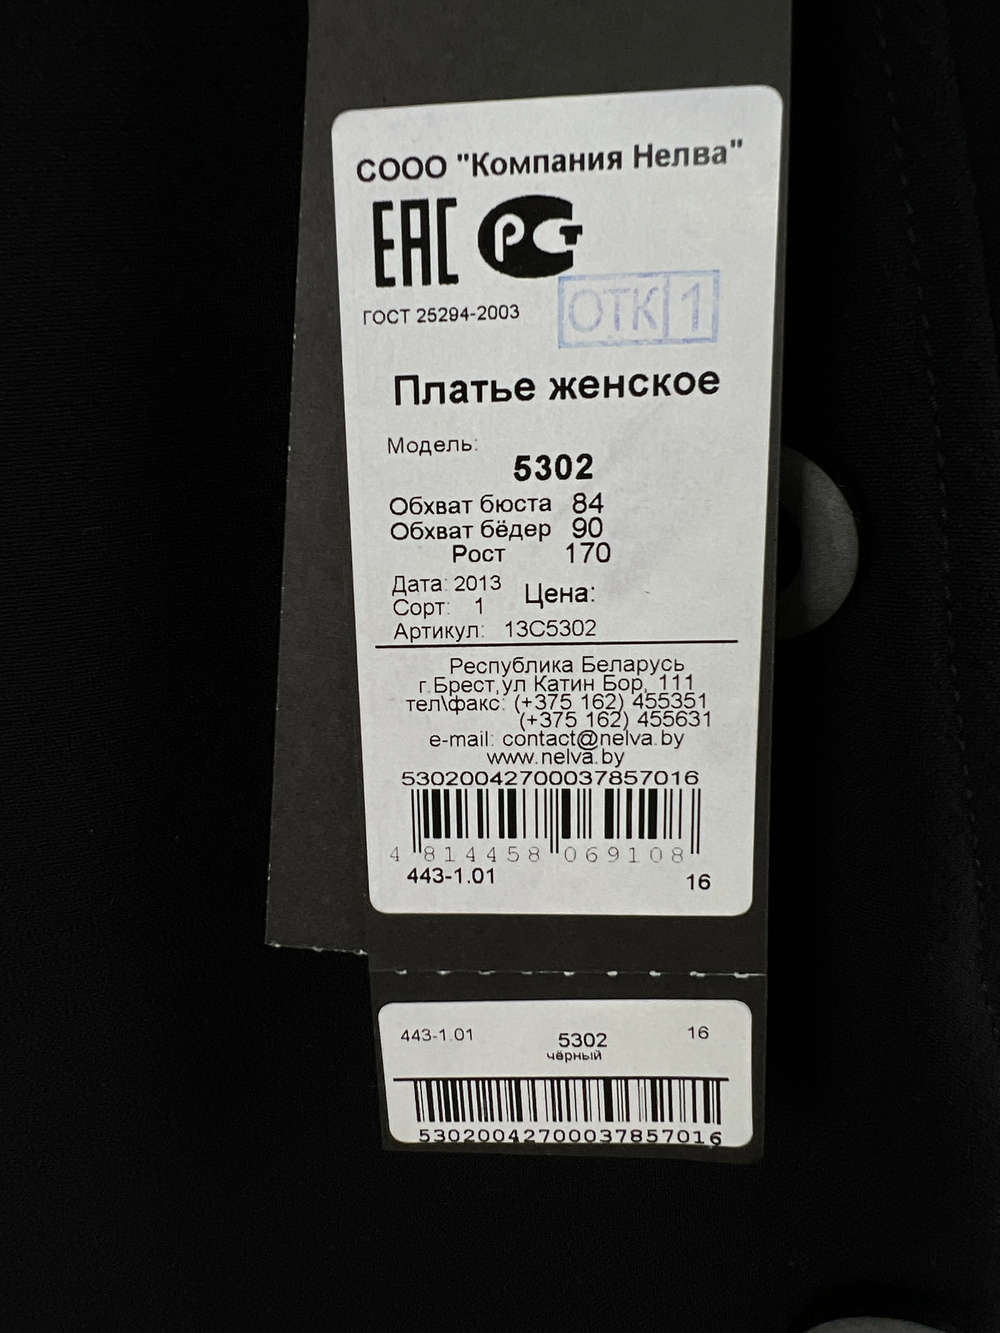 СООО "Компания Нелва"
ЕАС РСТ
ГОСТ 25294-2003
ОТК 1
Платье женское
Модель:
5302
Обхват бюста 84
Обхват бёдер 90
Рост 170
Дата: 2013 Цена:
Сорт: 1
Артикул: 13С5302
Республика Беларусь
г.Брест,ул Катин Бор, 111
тел\факс: (+375 162) 455351
(+375 162) 455631
e-mail: contact@nelva.by
www.nelva.by
53020042700037857016
4 814458 069108
443-1.01 16
443-1.01 5302 16
чёрный
53020042700037857016